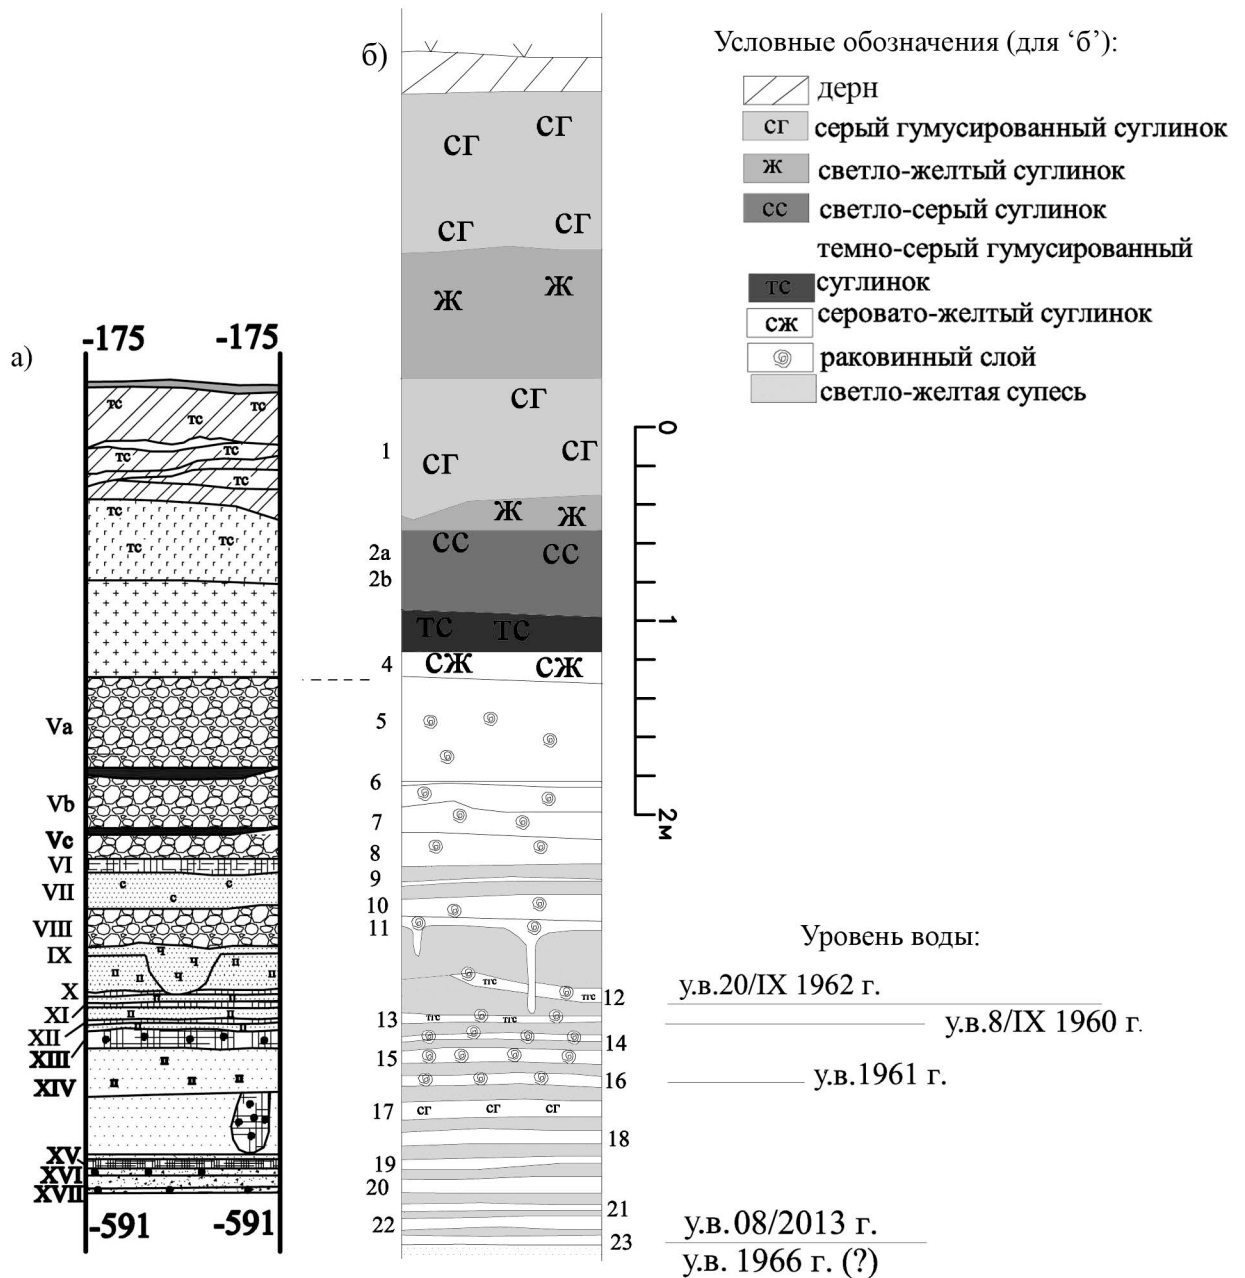 б)
Условные обозначения (для ‘б’):
дерн
сг серый гумусированный суглинок
ж светло-желтый суглинок
сс светло-серый суглинок
темно-серый гумусированный
тс суглинок
сж серовато-желтый суглинок
раковинный слой
светло-желтая супесь
а)
-175 -175
тс тс
тс
тс тс
тс
тс
тс тс
Va
Vb
Vc
VI
VII
с с
с
VIII
IX
ч
п п
п ч п
X
п п
XI
п п
XII
п п
XIII
п
XIV
п п п
XV
XVI
XVII
-591 -591
сг сг
сг сг
ж ж
сг
1
сг сг
ж ж
2а
сс сс
2b
тс тс
4
сж сж
5
6
7
8
9
10
11
тгс
тгс
12
13
тгс тгс
14
15
16
17
сг сг сг
18
19
20
21
22
23
0
1
2м
Уровень воды:
у.в.20/IX 1962 г.
у.в.8/IX 1960 г.
у.в.1961 г.
у.в.08/2013 г.
у.в. 1966 г. (?)